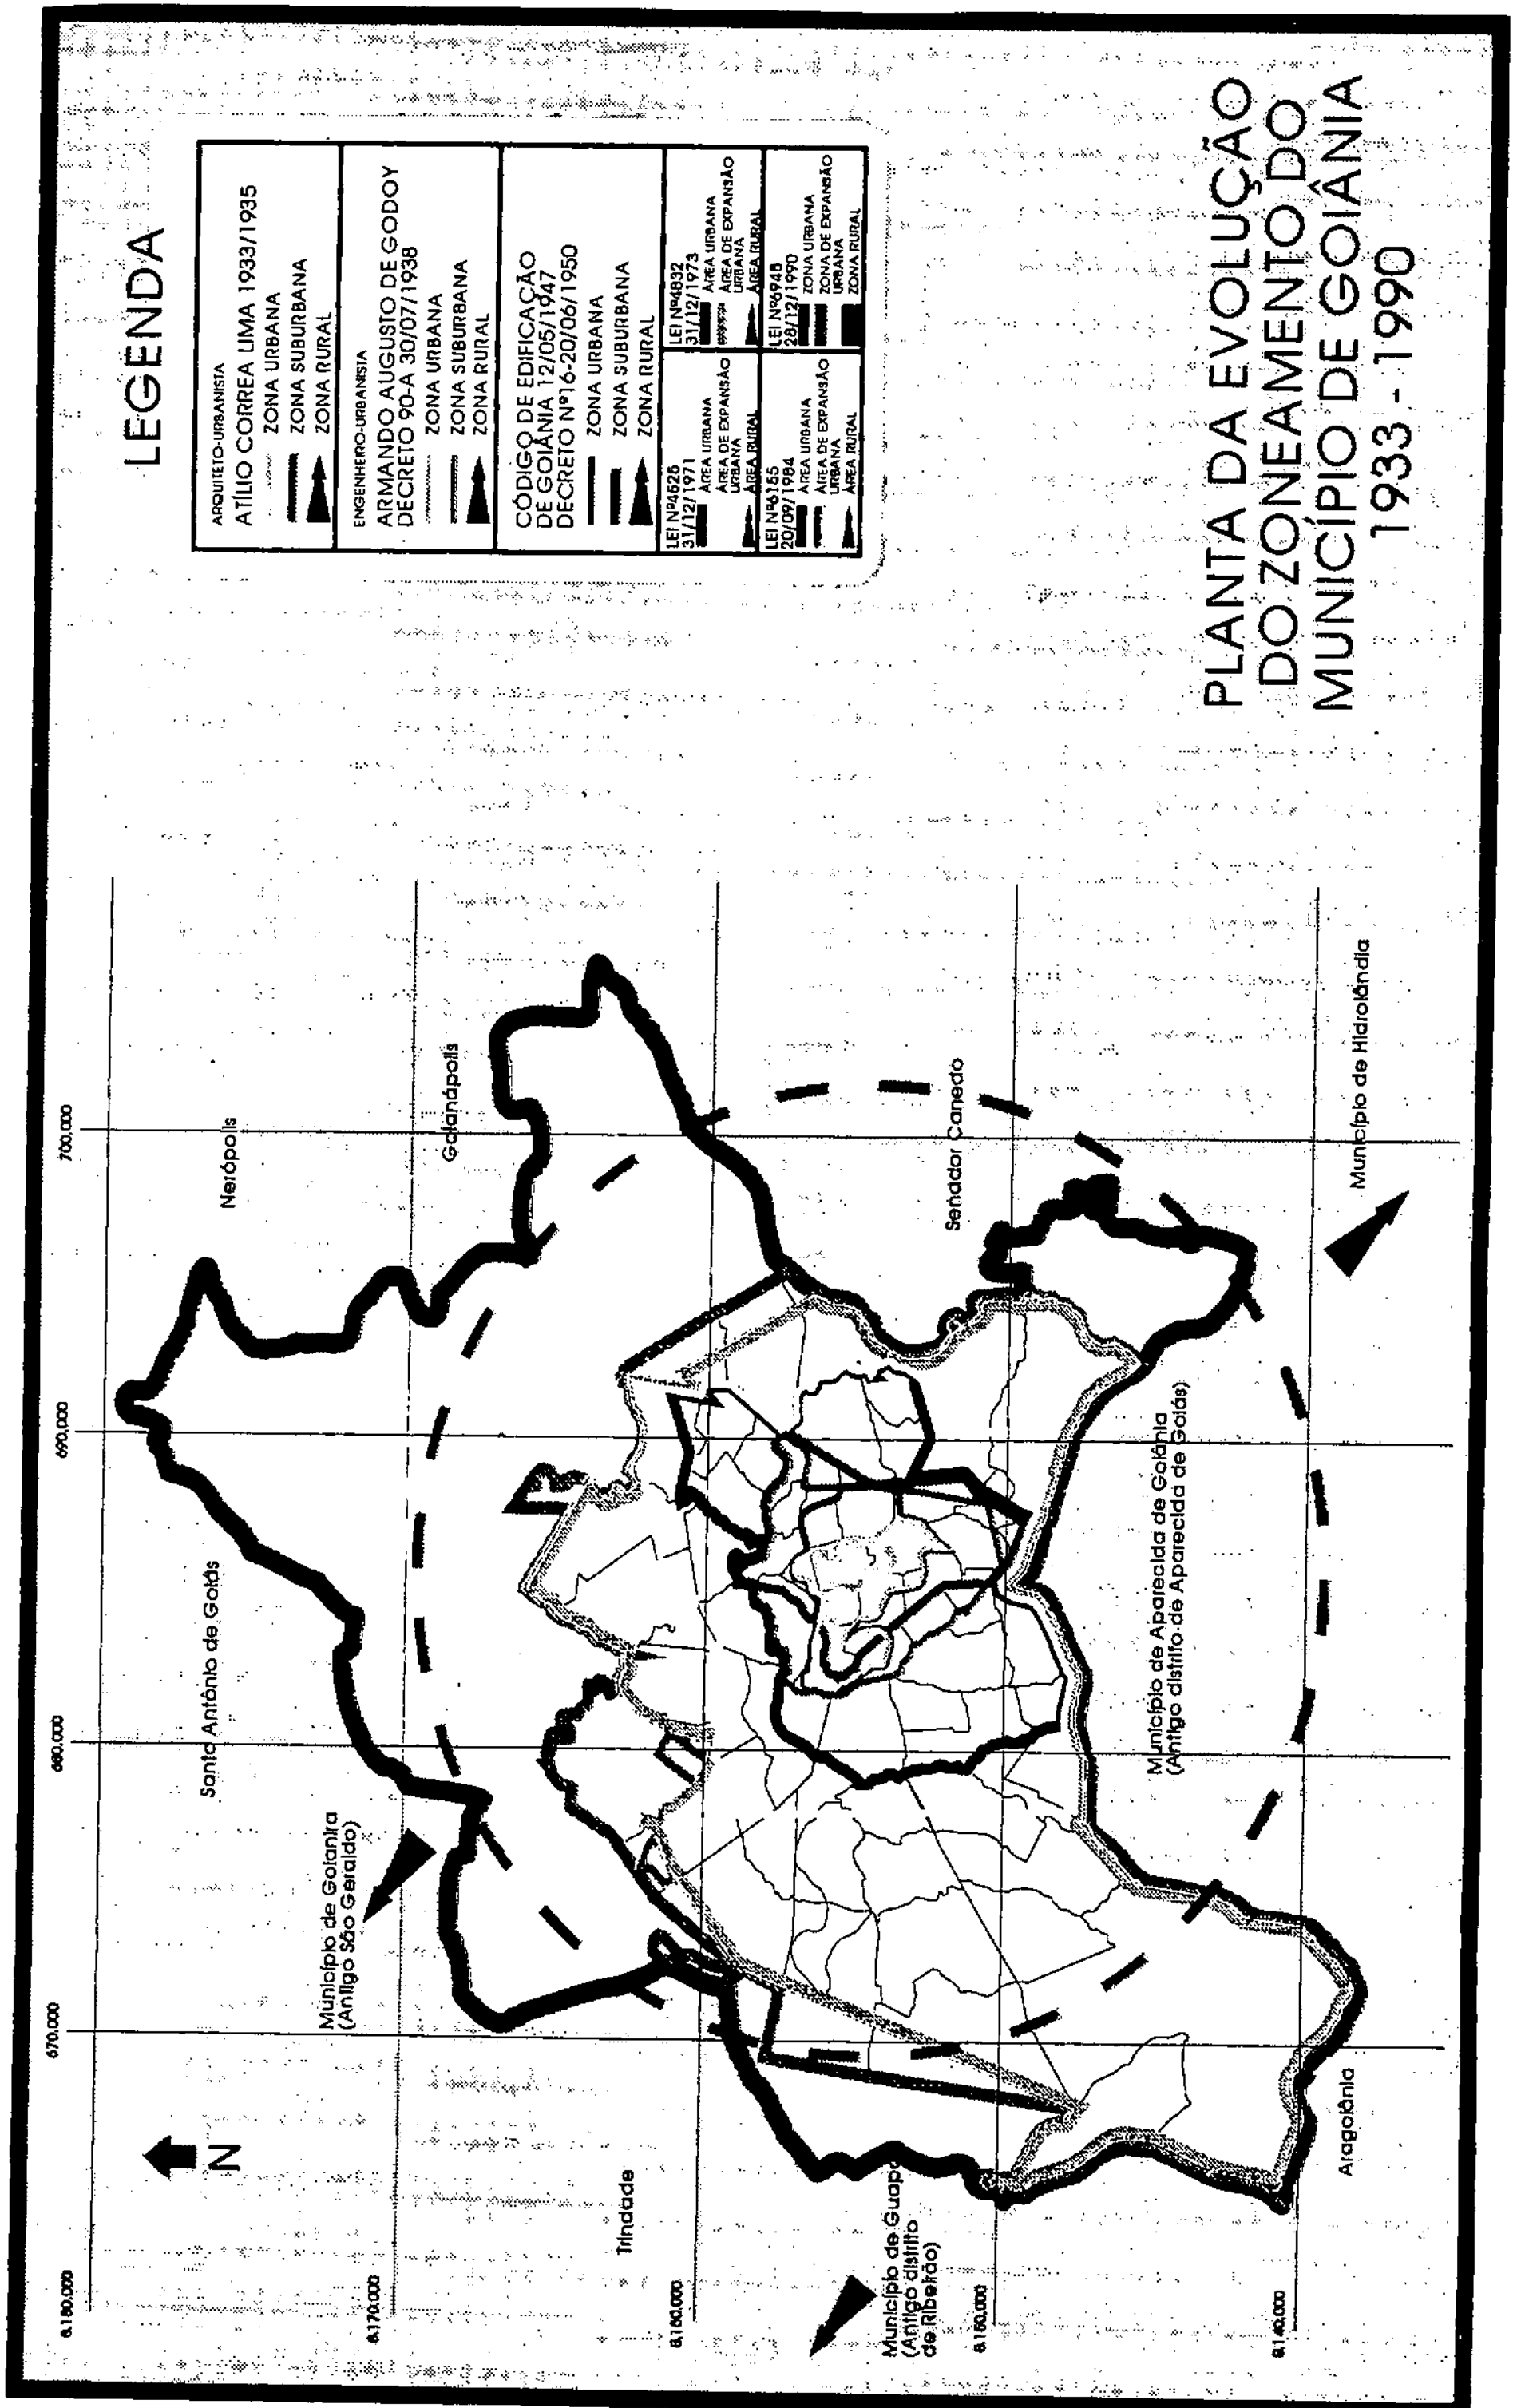 LEGENDA
ARQUITETO-URBANISTA
ATÍLIO CORREA LIMA 1933/1935
ZONA URBANA
ZONA SUBURBANA
ZONA RURAL
ENGENHEIRO-URBANISTA
ARMANDO AUGUSTO DE GODOY
DECRETO 90-A 30/07/1938
ZONA URBANA
ZONA SUBURBANA
ZONA RURAL
CÓDIGO DE EDIFICAÇÃO
DE GOIÂNIA 12/05/1947
DECRETO Nº16-20/06/1950
ZONA URBANA
ZONA SUBURBANA
ZONA RURAL
LEI Nº4526
31/12/1971
ÁREA URBANA
ÁREA DE EXPANSÃO
URBANA
ÁREA RURAL
LEI Nº4832
31/12/1973
ÁREA URBANA
ÁREA DE EXPANSÃO
URBANA
ÁREA RURAL
LEI Nº6155
20/09/1984
ÁREA URBANA
ÁREA DE EXPANSÃO
URBANA
ÁREA RURAL
LEI Nº6945
28/12/1990
ZONA URBANA
ZONA DE EXPANSÃO
URBANA
ZONA RURAL
PLANTA DA EVOLUÇÃO
DO ZONEAMENTO DO
MUNICÍPIO DE GOIÂNIA
1933 - 1990
670.000
680.000
690.000
700.000
8.180.000
8.170.000
8.160.000
8.150.000
8.140.000
N
Nerópolis
Goianápolis
Santo Antônio de Goiás
Município de Goianira
(Antigo São Geraldo)
Senador Canedo
Trindade
Município de Guapó
(Antigo distrito
de Ribeirão)
Município de Aparecida de Goiânia
(Antigo distrito de Aparecida de Goiás)
Município de Hidrolândia
Aragoiânia